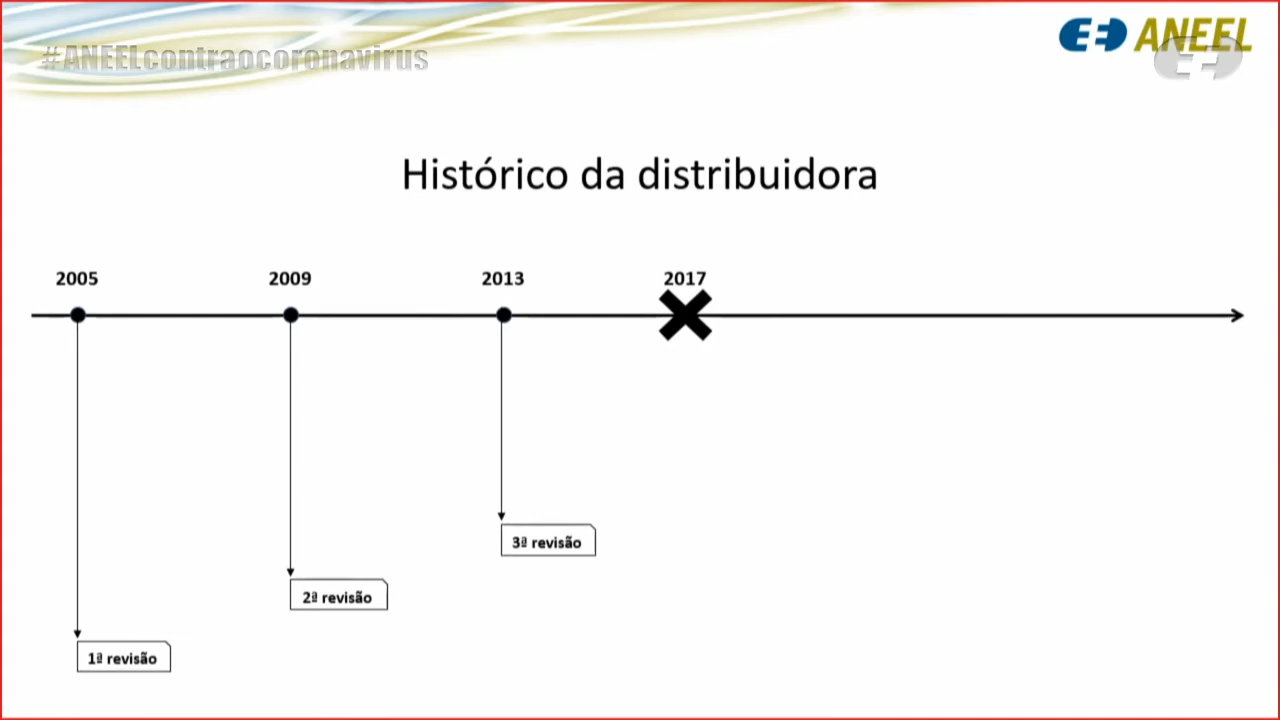 #ANEELcontraocoronavirus
ANEEL
Histórico da distribuidora
2005
2009
2013
2017
3ª revisão
2ª revisão
1ª revisão